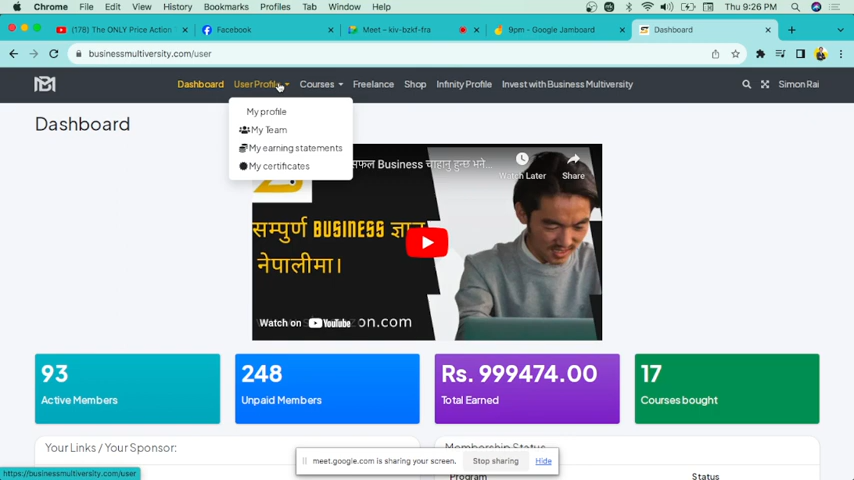 Chrome File Edit View History Bookmarks Profiles Tab Window Help Thu 9:26 PM
(178) The ONLY Price Action
Facebook
Meet – kiv-bzkf-fra
9pm - Google Jamboard
Dashboard
businessmultiversity.com/user
Dashboard User Profile Courses Freelance Shop Infinity Profile Invest with Business Multiversity Simon Rai
My profile
My Team
My earning statements
My certificates
Dashboard
सफल Business चाहानु हुन्छ भने...
Watch Later Share
सम्पुर्ण BUSINESS ज्ञान
नेपालीमा।
Watch on YouTube on.com
93
Active Members
248
Unpaid Members
Rs. 999474.00
Total Earned
17
Courses bought
Your Links / Your Sponsor:
Membership Status
Program Status
meet.google.com is sharing your screen. Stop sharing Hide
https://businessmultiversity.com/user